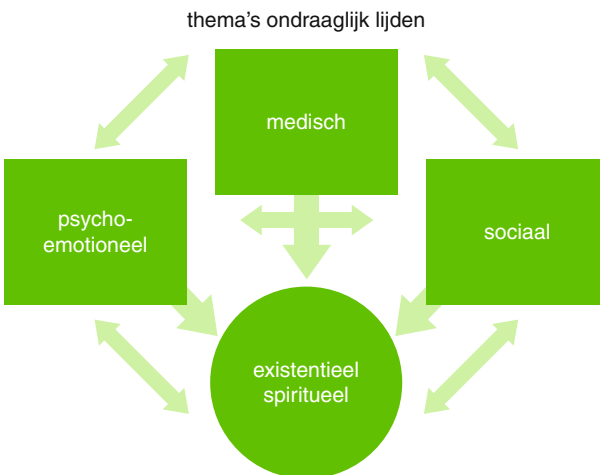 thema's ondraaglijk lijden
medisch
psycho-
emotioneel
sociaal
existentieel
spiritueel